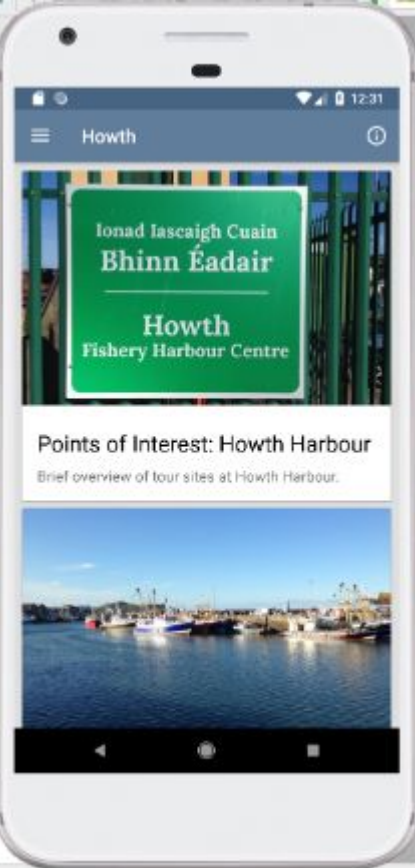 12:31
Howth
Ionad Iascaigh Cuain
Bhinn Éadair
Howth
Fishery Harbour Centre
Points of Interest: Howth Harbour
Brief overview of tour sites at Howth Harbour.